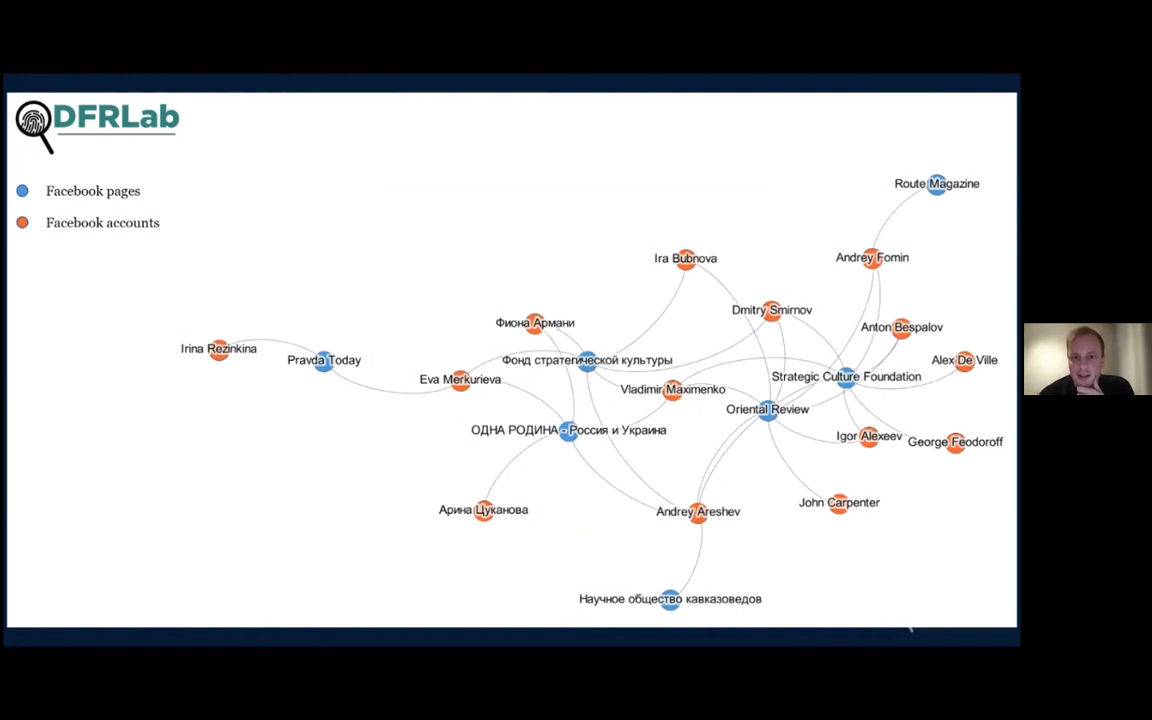 DFRLab
Facebook pages
Facebook accounts
Route Magazine
Ira Bubnova
Andrey Fomin
Dmitry Smirnov
Фиона Армани
Anton Bespalov
Irina Rezinkina
Pravda Today
Фонд стратегической культуры
Alex De Ville
Eva Merkurieva
Vladimir Maximenko
Strategic Culture Foundation
Oriental Review
ОДНА РОДИНА - Россия и Украина
Igor Alexeev
George Feodoroff
Арина Цуканова
Andrey Areshev
John Carpenter
Научное общество кавказоведов